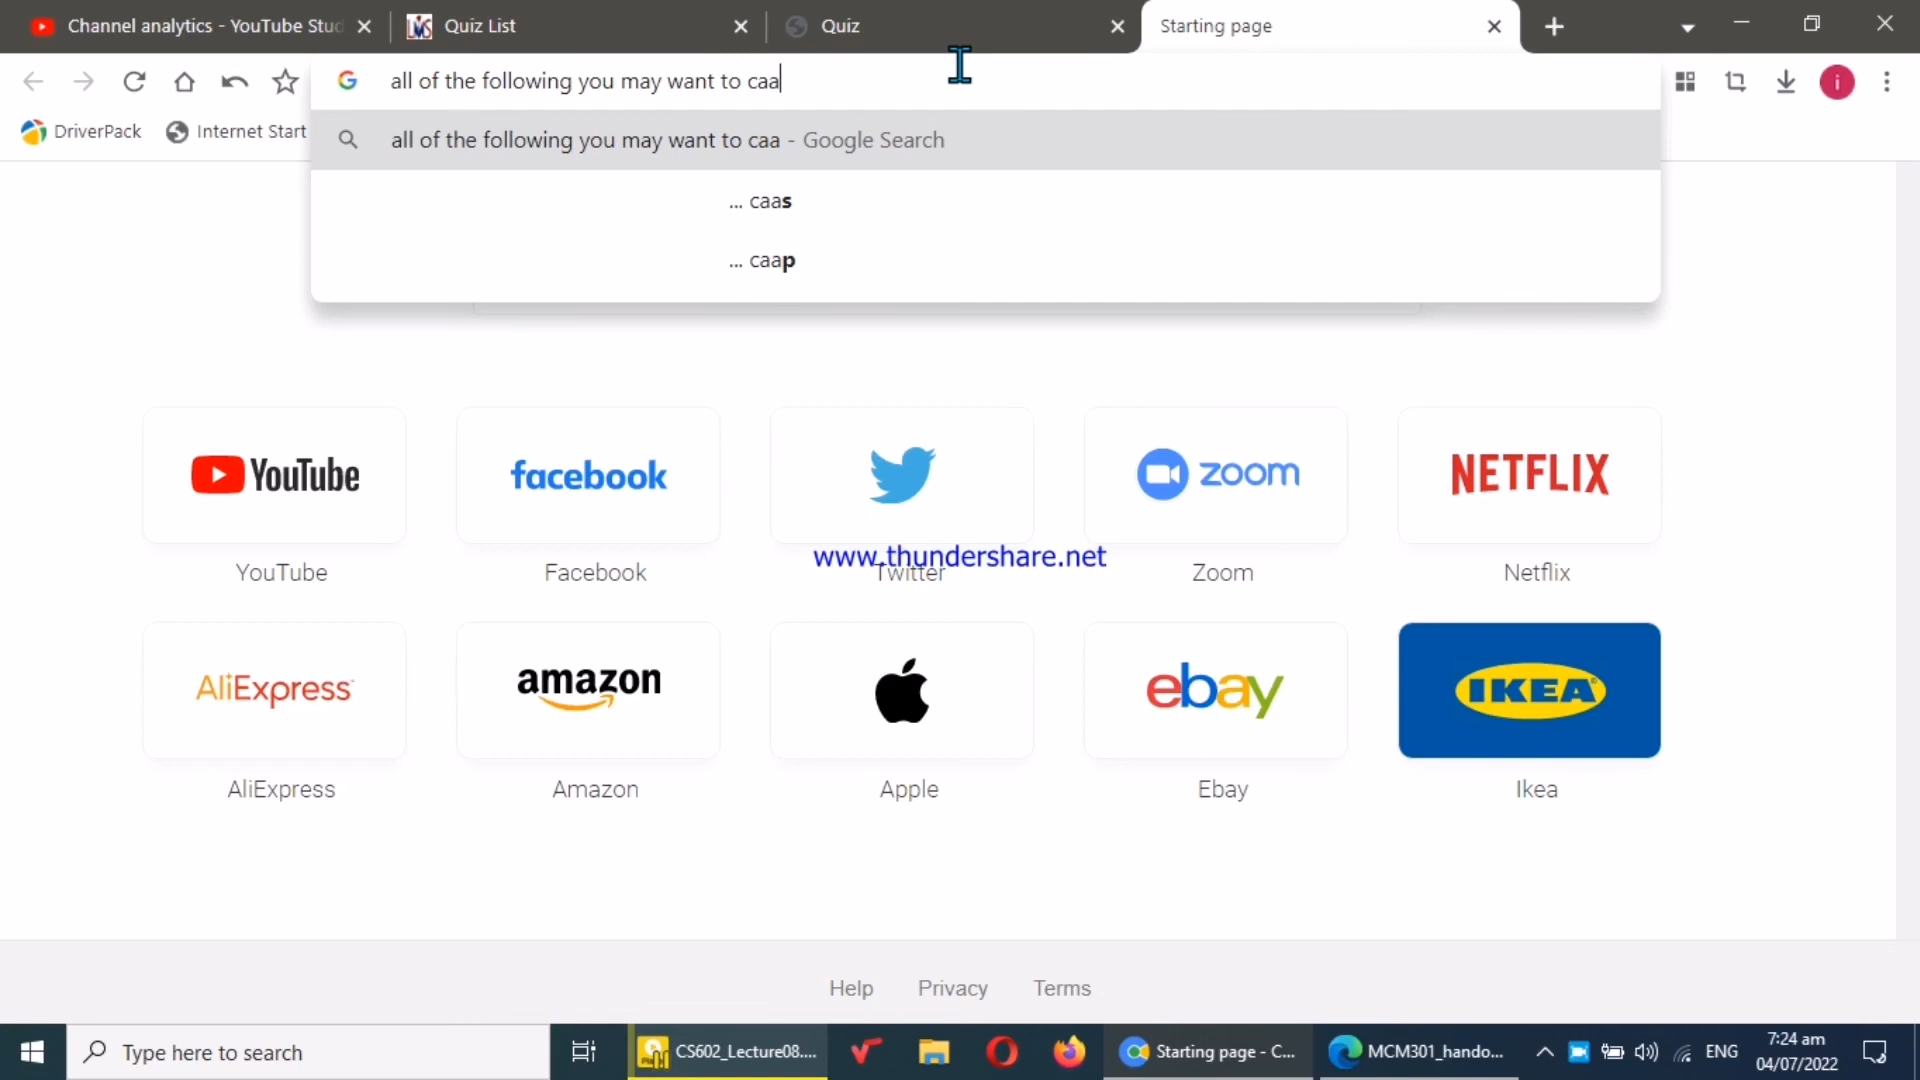 Channel analytics - YouTube Stud
Quiz List
Quiz
Starting page
all of the following you may want to caa
i
DriverPack
Internet Start
all of the following you may want to caa - Google Search
... caas
... caap
YouTube
facebook
zoom
NETFLIX
www.thundershare.net
YouTube
Facebook
Twitter
Zoom
Netflix
AliExpress
amazon
ebay
IKEA
AliExpress
Amazon
Apple
Ebay
Ikea
Help
Privacy
Terms
Type here to search
CS602_Lecture08....
Starting page - C...
MCM301_hando...
ENG
7:24 am
04/07/2022